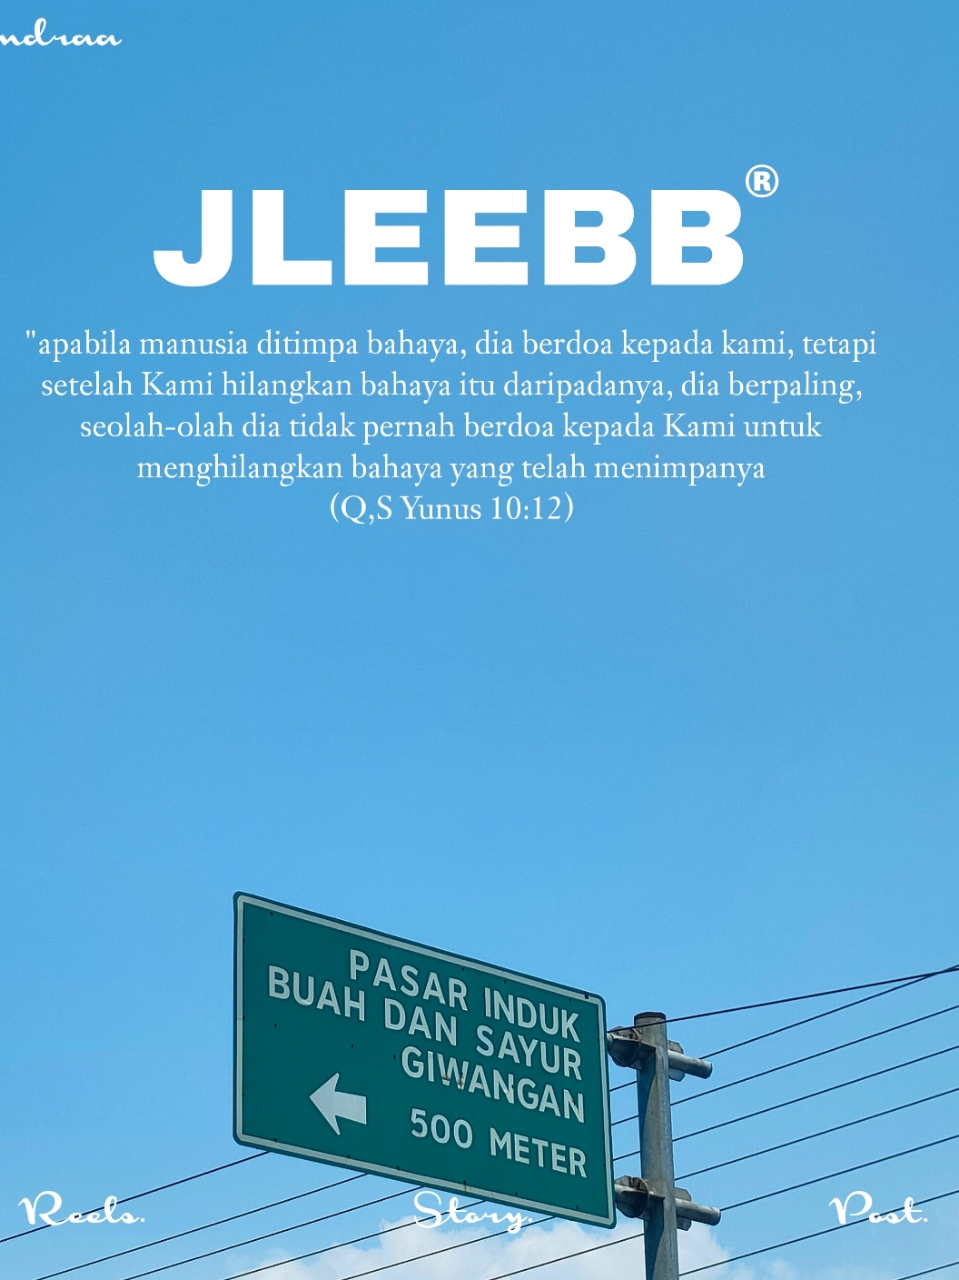 ndraa
JLEEBB®
"apabila manusia ditimpa bahaya, dia berdoa kepada kami, tetapi
setelah Kami hilangkan bahaya itu daripadanya, dia berpaling,
seolah-olah dia tidak pernah berdoa kepada Kami untuk
menghilangkan bahaya yang telah menimpanya
(Q,S Yunus 10:12)
PASAR INDUK
BUAH DAN SAYUR
GIWANGAN
500 METER
Reels.
Story.
Post.